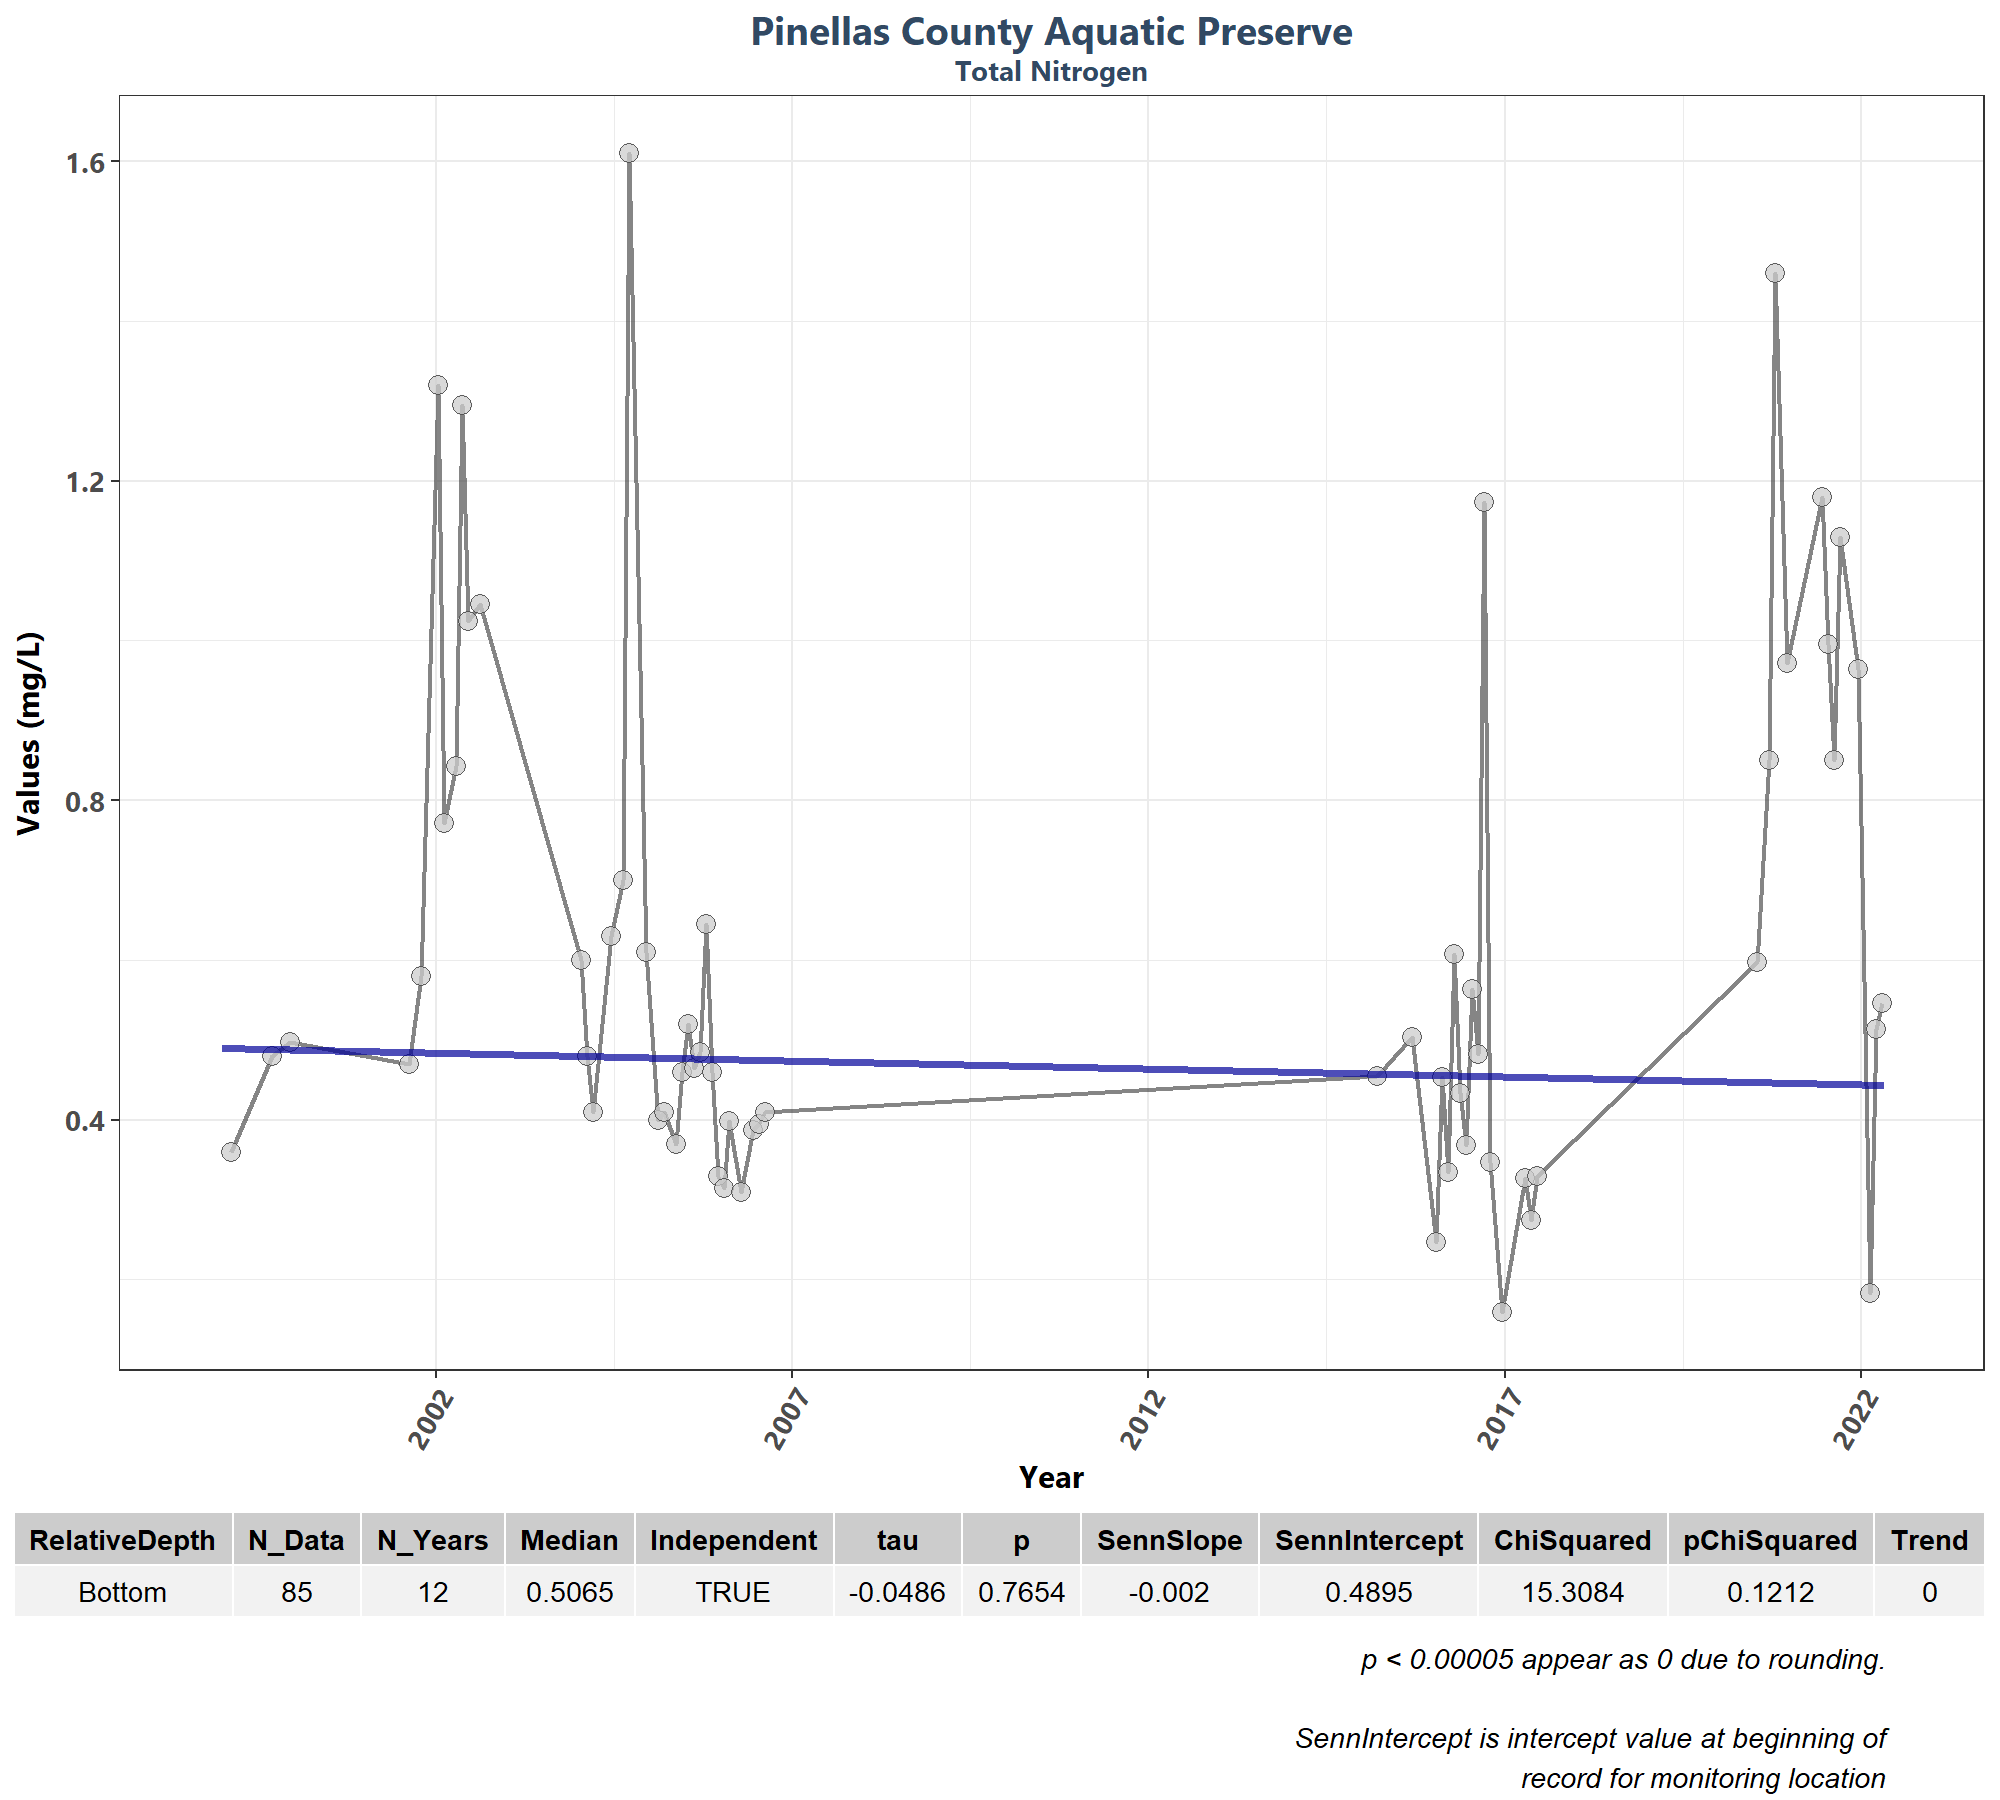 Pinellas County Aquatic Preserve
Total Nitrogen
Values (mg/L)
1.6
1.2
0.8
0.4
2002 2007 2012 2017 2022
Year
RelativeDepth N_Data N_Years Median Independent tau p SennSlope SennIntercept ChiSquared pChiSquared Trend
Bottom 85 12 0.5065 TRUE -0.0486 0.7654 -0.002 0.4895 15.3084 0.1212 0
p < 0.00005 appear as 0 due to rounding.
SennIntercept is intercept value at beginning of
record for monitoring location